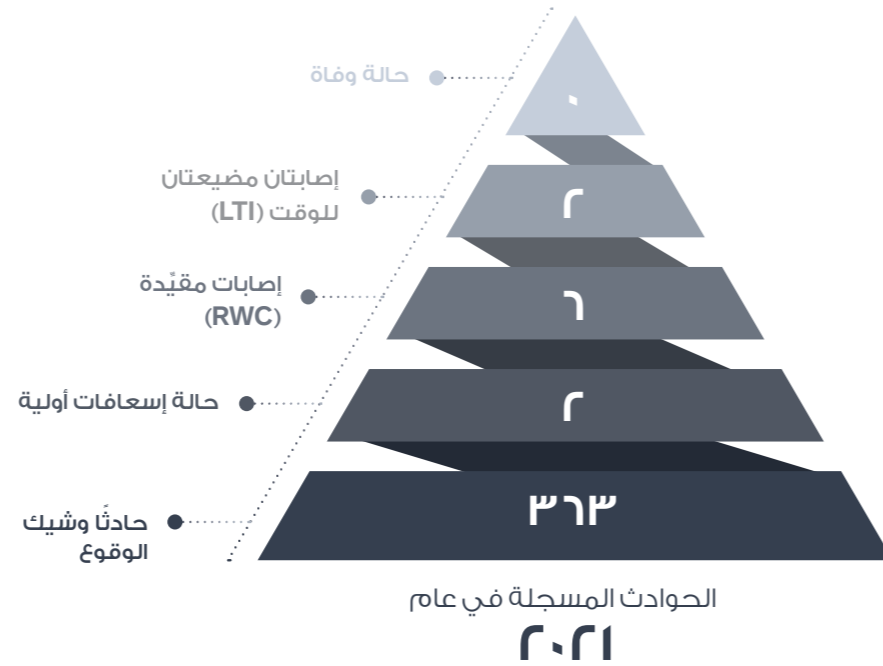 حالة وفاة
٠
إصابتان مضيعتان
للوقت (LTI)
٢
إصابات مقيّدة
(RWC)
٦
حالة إسعافات أولية
٢
حادثًا وشيك
الوقوع
٣٦٣
الحوادث المسجلة في عام
٢٠٢١